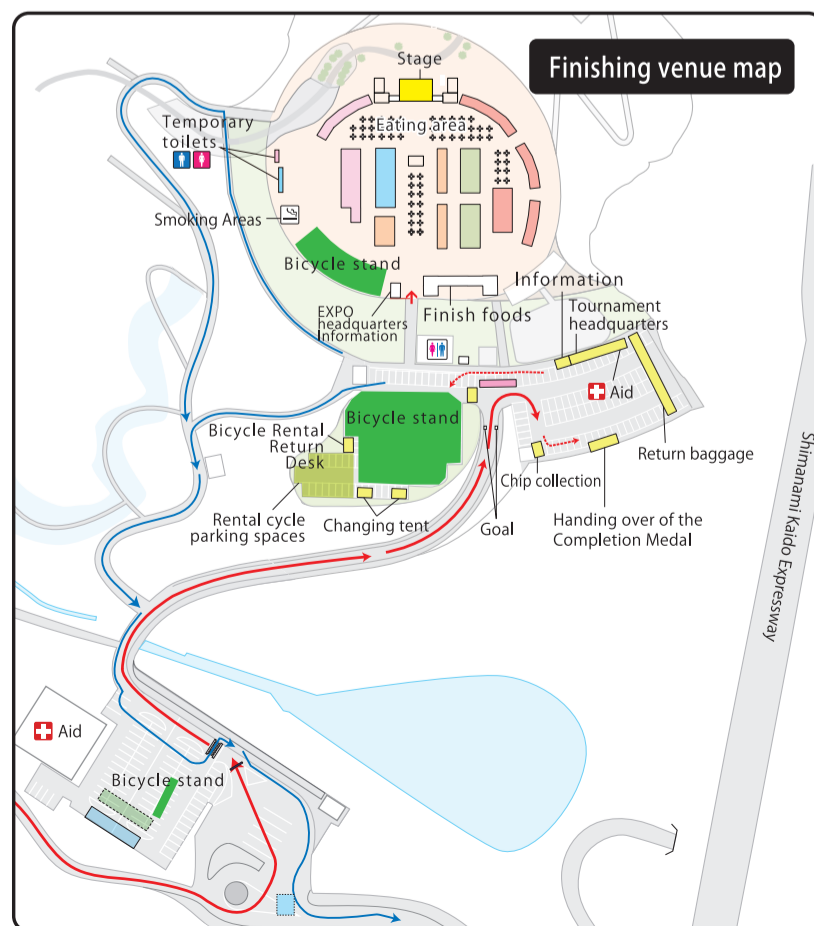 Finishing venue map
Stage
Eating area
Temporary
toilets
Smoking Areas
Bicycle stand
EXPO
headquarters
Information
Finish foods
Information
Tournament
headquarters
Aid
Bicycle stand
Bicycle Rental
Return
Desk
Return baggage
Chip collection
Rental cycle
parking spaces
Changing tent
Goal
Handing over of the
Completion Medal
Shimanami Kaido Expressway
Aid
Bicycle stand